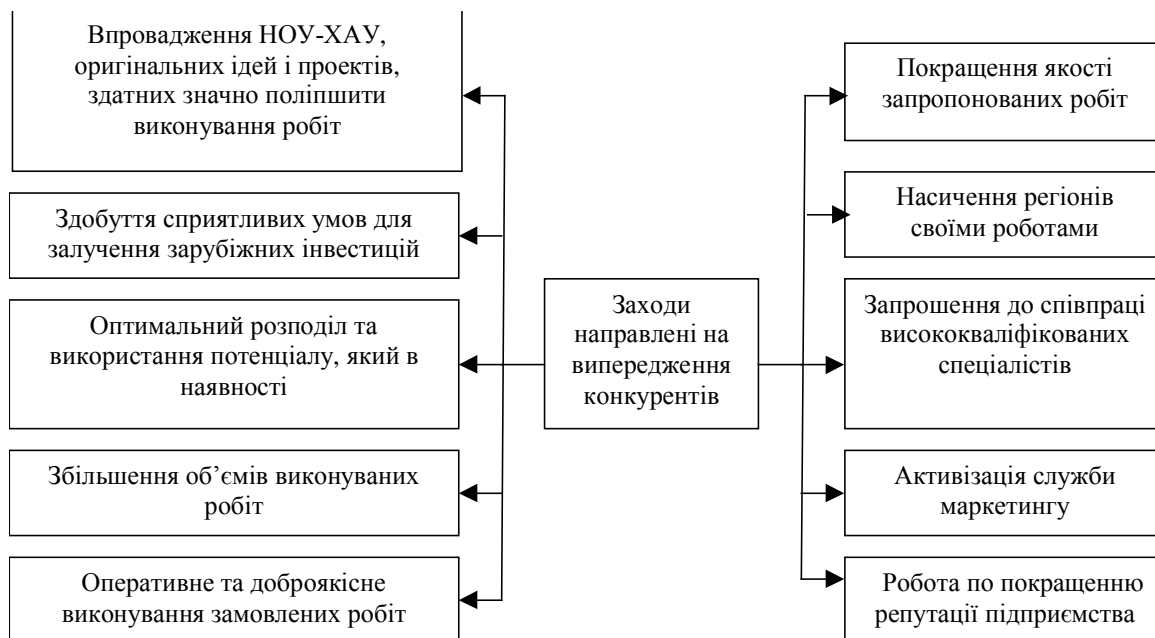 Впровадження НОУ-ХАУ,
оригінальних ідей і проектів,
здатних значно поліпшити
виконування робіт
Здобуття сприятливих умов для
залучення зарубіжних інвестицій
Оптимальний розподіл та
використання потенціалу, який в
наявності
Збільшення об’ємів виконуваних
робіт
Оперативне та доброякісне
виконування замовлених робіт
Заходи
направлені на
випередження
конкурентів
Покращення якості
запропонованих робіт
Насичення регіонів
своїми роботами
Запрошення до співпраці
висококваліфікованих
спеціалістів
Активізація служби
маркетингу
Робота по покращенню
репутації підприємства